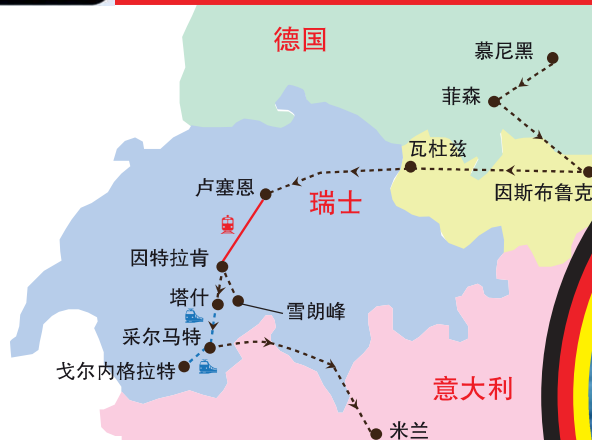 德国
慕尼黑
菲森
瓦杜兹
卢塞恩
因斯布鲁克
瑞士
因特拉肯
塔什
雪朗峰
采尔马特
戈尔内格拉特
意大利
米兰